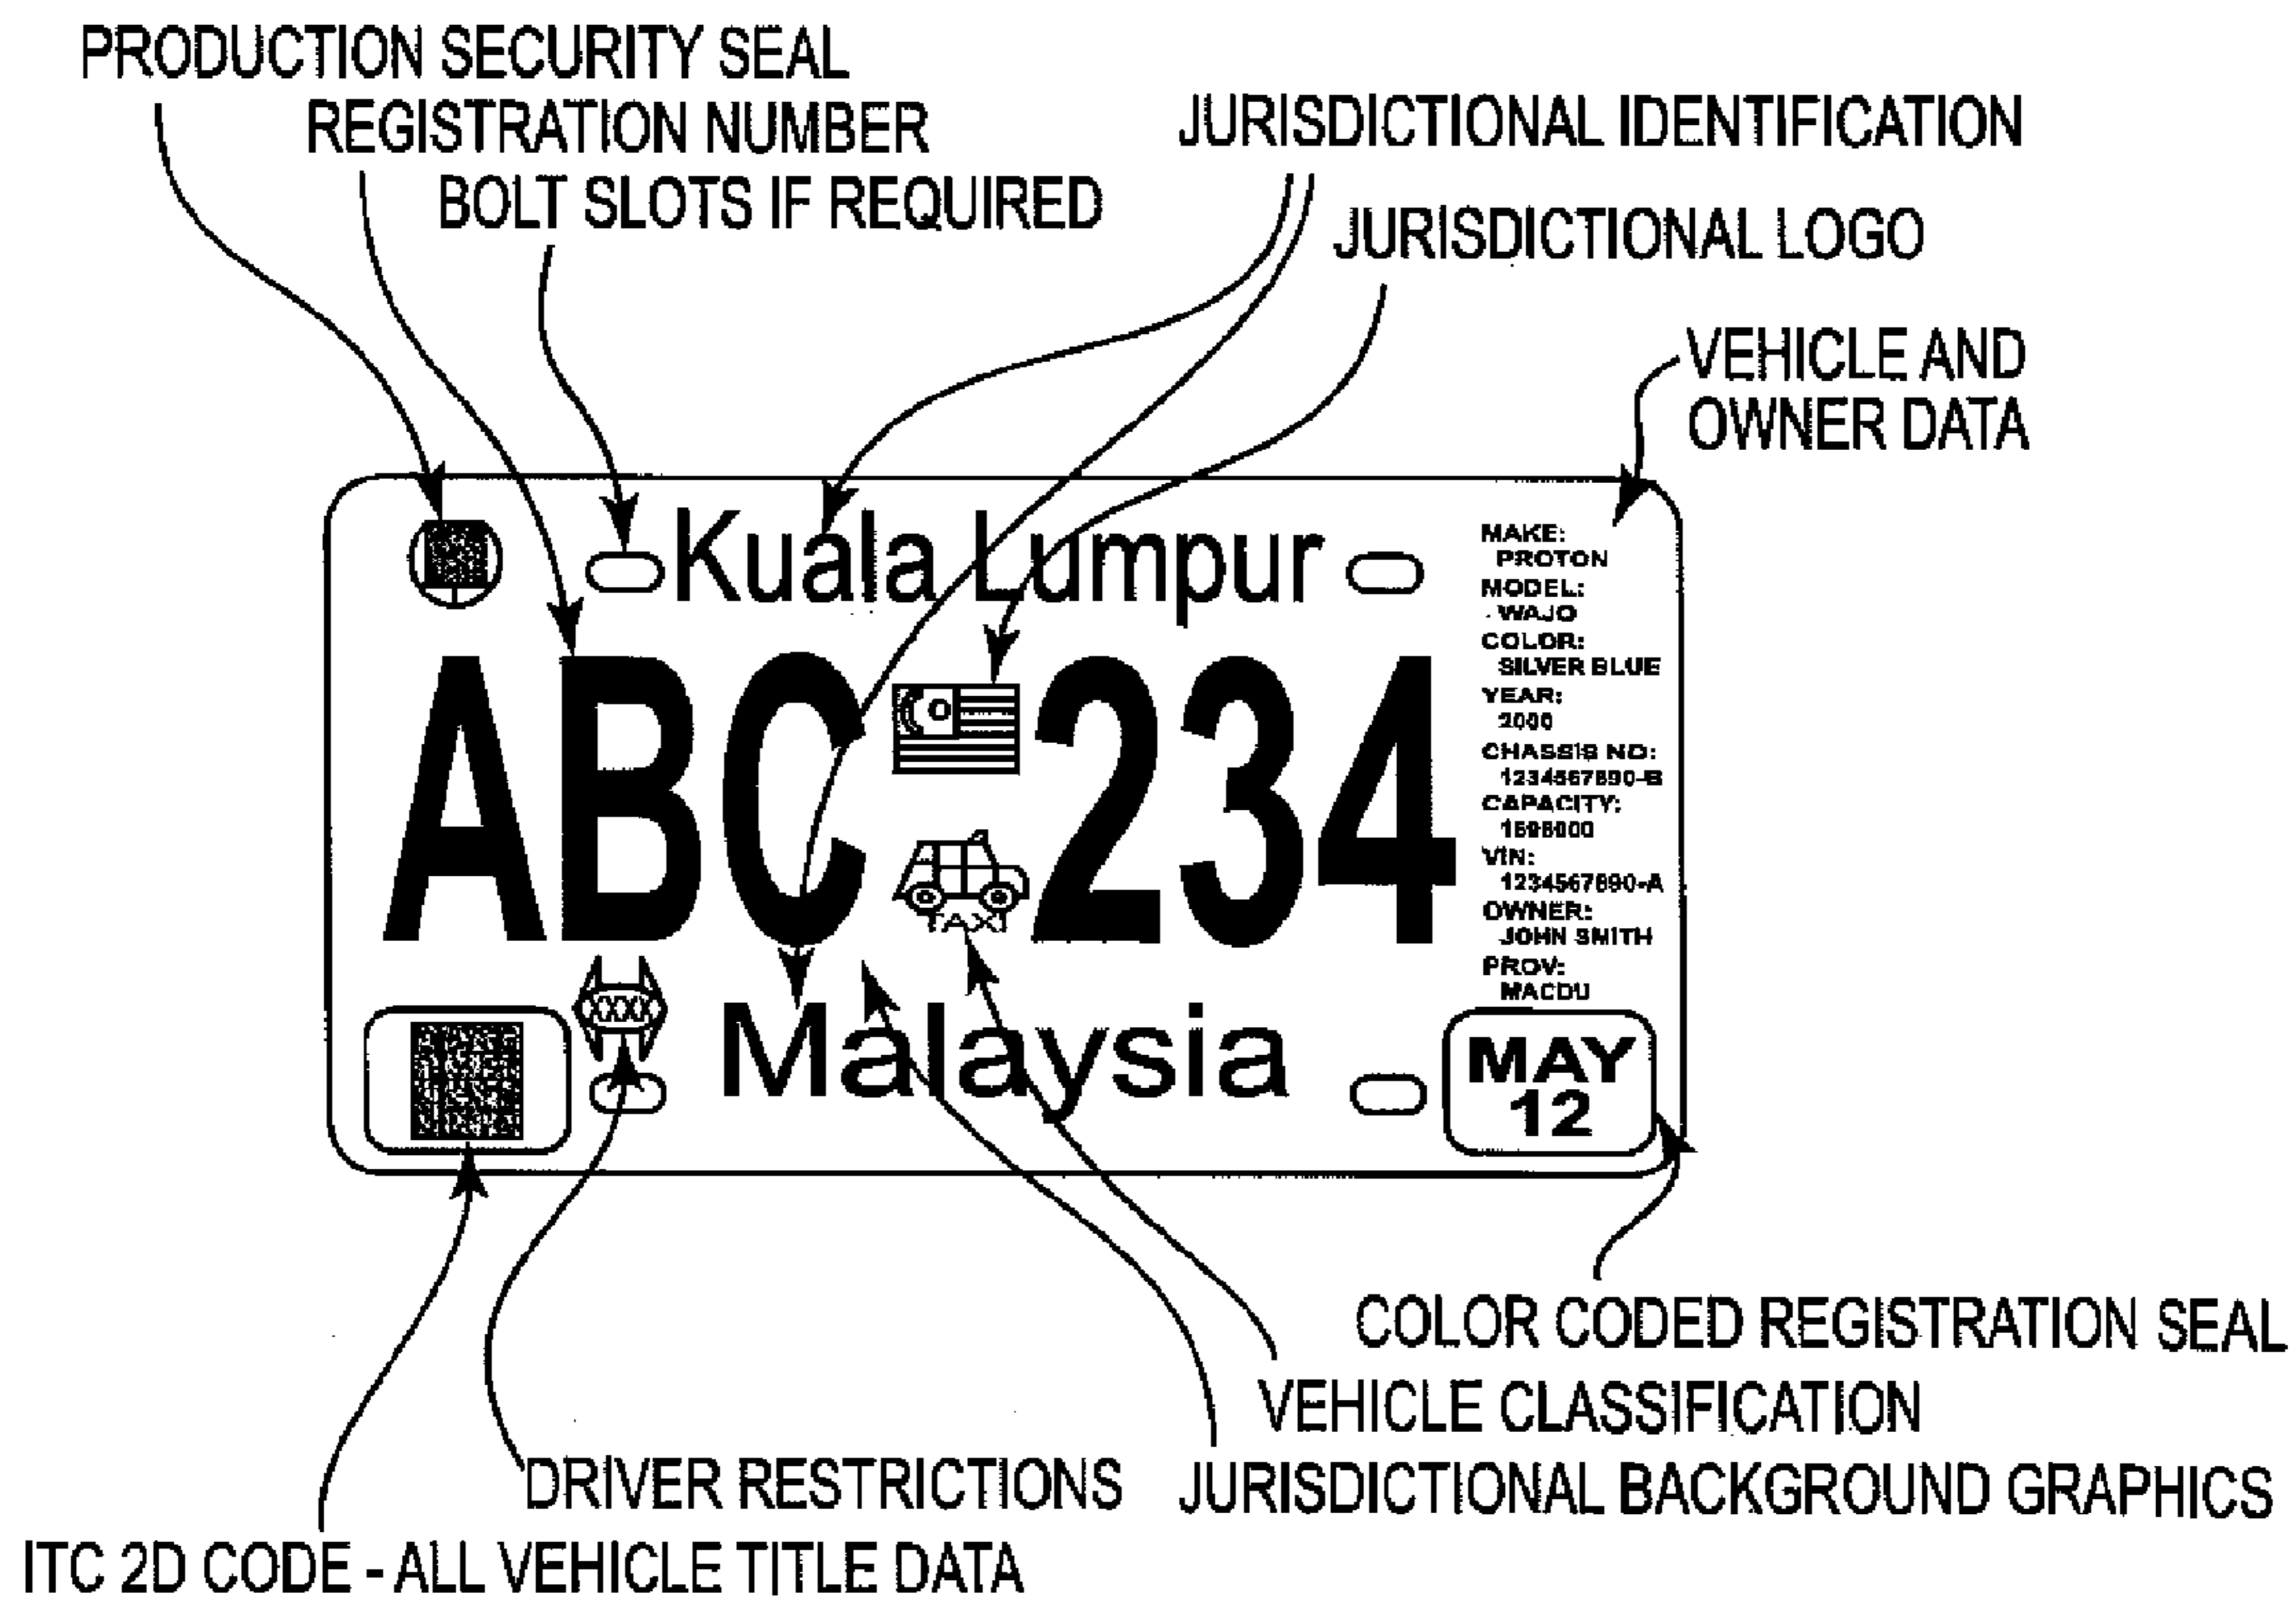 PRODUCTION SECURITY SEAL
REGISTRATION NUMBER
BOLT SLOTS IF REQUIRED
JURISDICTIONAL IDENTIFICATION
JURISDICTIONAL LOGO
VEHICLE AND
OWNER DATA
Kuala Lumpur
ABC 234
TAXI
XXXX
Malaysia
MAKE:
PROTON
MODEL:
WAJO
COLOR:
SILVER BLUE
YEAR:
2000
CHASSIS NO:
1234567890-B
CAPACITY:
VIN:
1234567890-A
OWNER:
JOHN SMITH
PROV:
MACDU
MAY
12
COLOR CODED REGISTRATION SEAL
VEHICLE CLASSIFICATION
JURISDICTIONAL BACKGROUND GRAPHICS
DRIVER RESTRICTIONS
ITC 2D CODE - ALL VEHICLE TITLE DATA